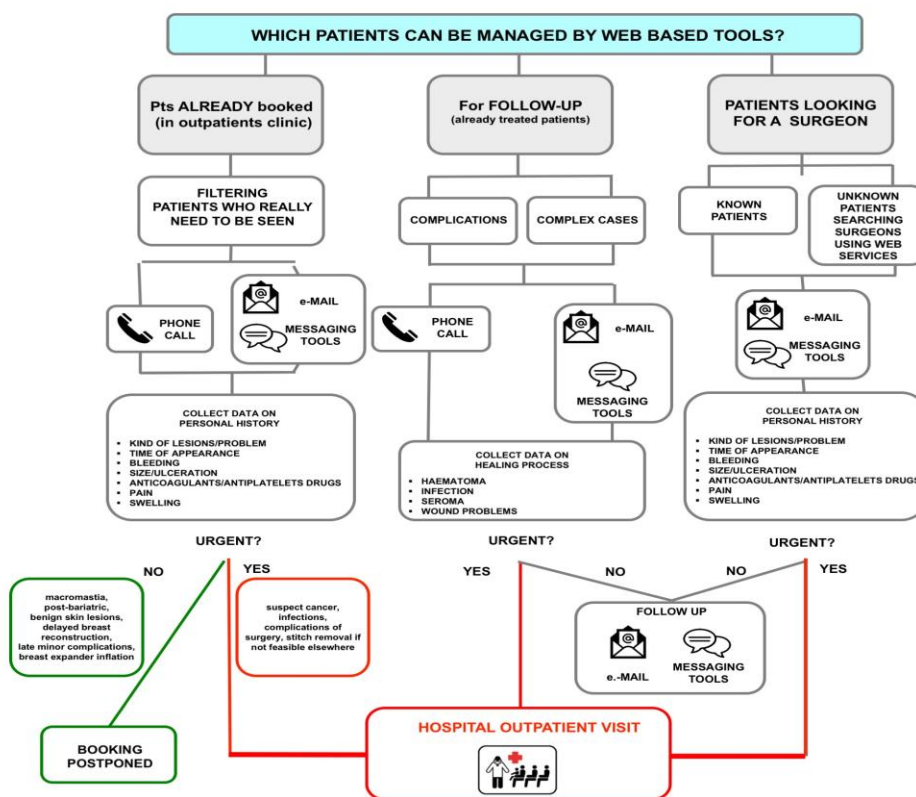 WHICH PATIENTS CAN BE MANAGED BY WEB BASED TOOLS?
Pts ALREADY booked
(in outpatients clinic)
For FOLLOW-UP
(already treated patients)
PATIENTS LOOKING
FOR A SURGEON
FILTERING
PATIENTS WHO REALLY
NEED TO BE SEEN
COMPLICATIONS
COMPLEX CASES
KNOWN
PATIENTS
UNKNOWN
PATIENTS
SEARCHING
SURGEONS
USING WEB
SERVICES
PHONE
CALL
e-MAIL
MESSAGING
TOOLS
PHONE
CALL
e-MAIL
MESSAGING
TOOLS
e-MAIL
MESSAGING
TOOLS
COLLECT DATA ON
PERSONAL HISTORY
• KIND OF LESIONS/PROBLEM
• TIME OF APPEARANCE
• BLEEDING
• SIZE/ULCERATION
• ANTICOAGULANTS/ANTIPLATELETS DRUGS
• PAIN
• SWELLING
COLLECT DATA ON
HEALING PROCESS
• HAEMATOMA
• INFECTION
• SEROMA
• WOUND PROBLEMS
COLLECT DATA ON
PERSONAL HISTORY
• KIND OF LESIONS/PROBLEM
• TIME OF APPEARANCE
• BLEEDING
• SIZE/ULCERATION
• ANTICOAGULANTS/ANTIPLATELETS DRUGS
• PAIN
• SWELLING
URGENT?
NO
YES
URGENT?
YES
NO
URGENT?
NO
YES
macromastia,
post-bariatric,
benign skin lesions,
delayed breast
reconstruction,
late minor complications,
breast expander inflation
suspect cancer,
infections,
complications of
surgery, stitch removal if
not feasible elsewhere
FOLLOW UP
e.-MAIL
MESSAGING
TOOLS
BOOKING
POSTPONED
HOSPITAL OUTPATIENT VISIT